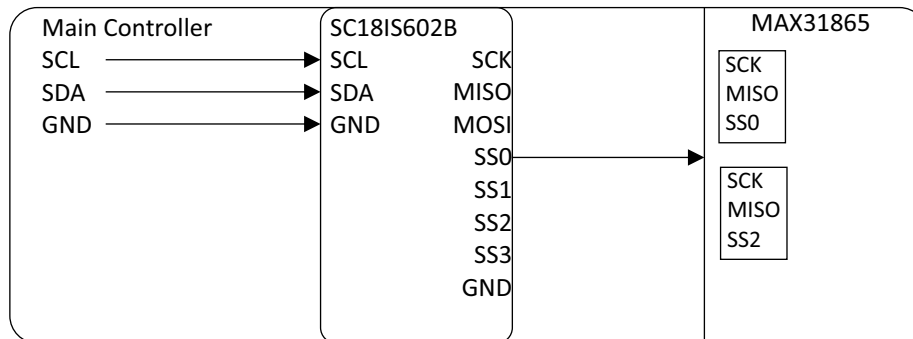 Main Controller
SCL
SDA
GND
SC18IS602B
SCL
SDA
GND
SCK
MISO
MOSI
SS0
SS1
SS2
SS3
GND
MAX31865
SCK
MISO
SS0
SCK
MISO
SS2